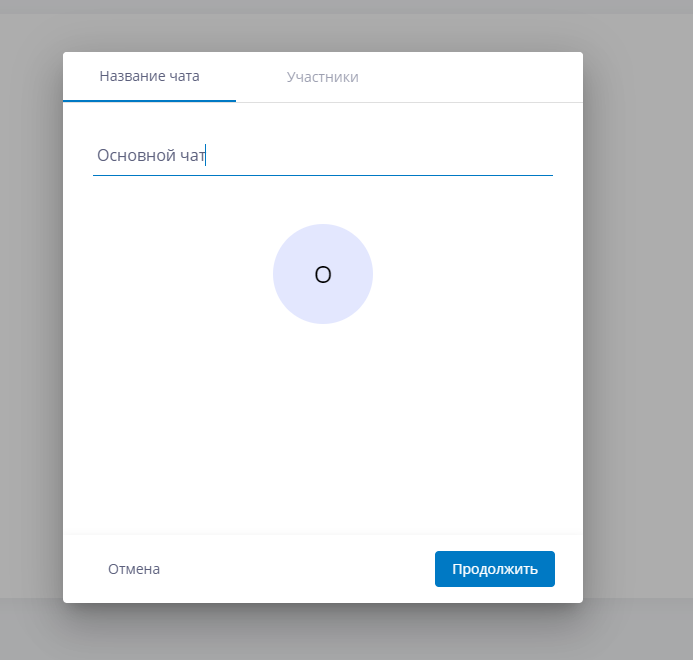 Название чата
Участники
Основной чат
О
Отмена
Продолжить